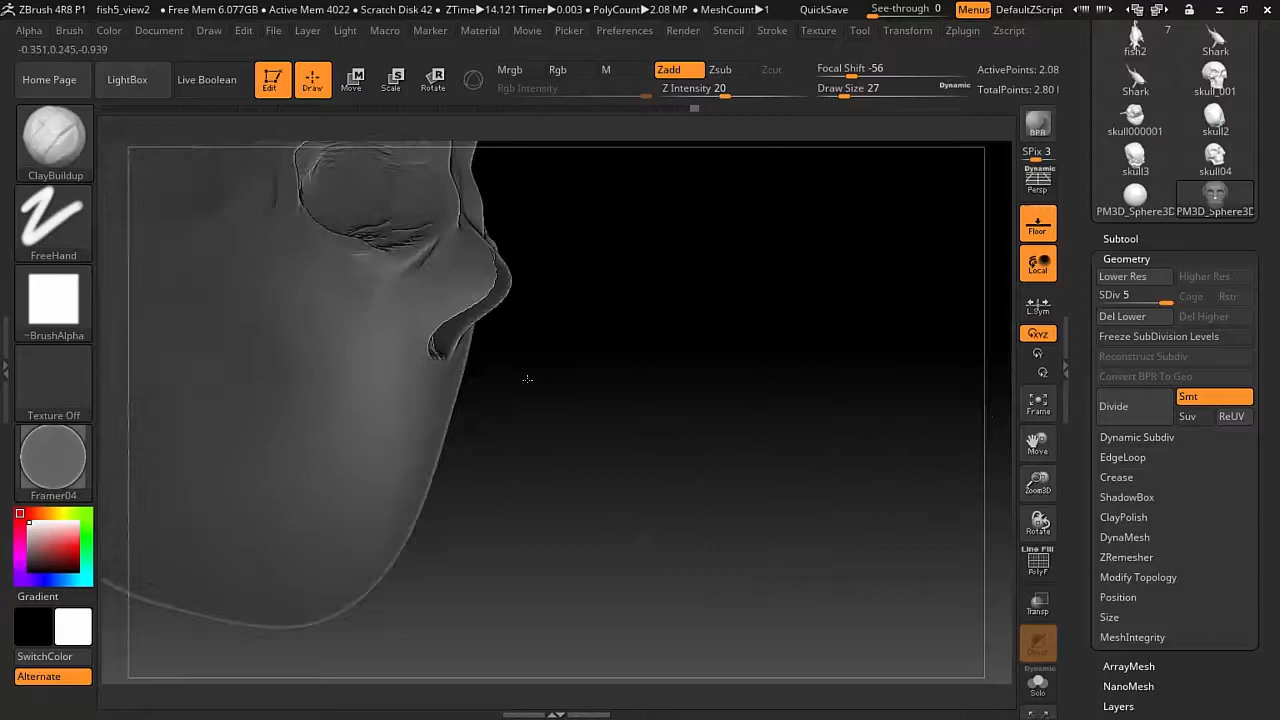 ZBrush 4R8 P1 fish5_view2 • Free Mem 6.077GB • Active Mem 4022 • Scratch Disk 42 • ZTime▶14.121 Timer▶0.003 • PolyCount▶2.08 MP • MeshCount▶1 QuickSave See-through 0 Menus DefaultZScript
Alpha Brush Color Document Draw Edit File Layer Light Macro Marker Material Movie Picker Preferences Render Stencil Stroke Texture Tool Transform Zplugin Zscript
-0.351,0.245,-0.939
Home Page LightBox Live Boolean Edit Draw Move Scale Rotate
Mrgb Rgb M Zadd Zsub Zcut Focal Shift -56 ActivePoints: 2.08
Rgb Intensity Z Intensity 20 Draw Size 27 Dynamic TotalPoints: 2.80
ClayBuildup
FreeHand
~BrushAlpha
Texture Off
Framer04
Gradient
SwitchColor
Alternate
BPR
SPix 3
Dynamic
Persp
Floor
Local
L.Sym
XYZ
Y
Z
Frame
Move
Zoom3D
Rotate
Line Fill
PolyF
Transp
Ghost
Dynamic
Solo
7
fish2 Shark
Shark skull_001
skull000001 skull2
skull3 skull04
PM3D_Sphere3D PM3D_Sphere3D
Subtool
Geometry
Lower Res Higher Res
SDiv 5 Cage Rstr
Del Lower Del Higher
Freeze SubDivision Levels
Reconstruct Subdiv
Convert BPR To Geo
Divide Smt
Suv ReUV
Dynamic Subdiv
EdgeLoop
Crease
ShadowBox
ClayPolish
DynaMesh
ZRemesher
Modify Topology
Position
Size
MeshIntegrity
ArrayMesh
NanoMesh
Layers